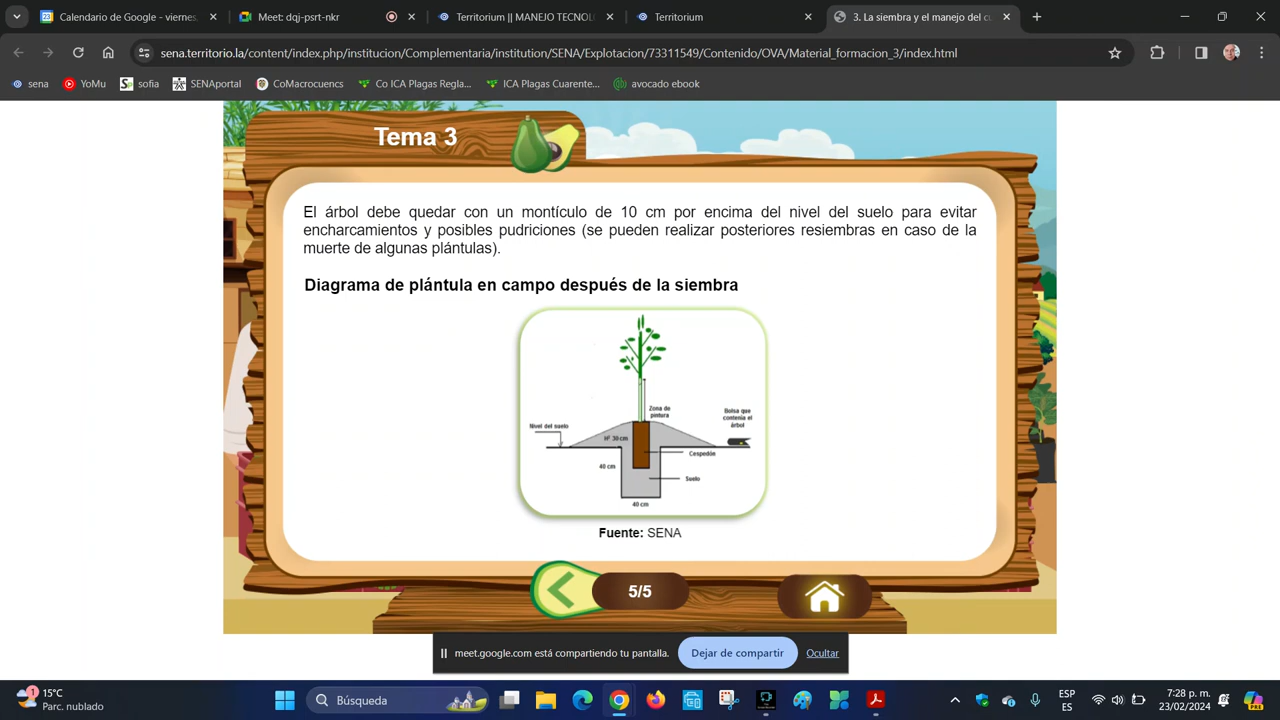 Calendario de Google - viernes,
Meet: dqj-psrt-nkr
Territorium || MANEJO TECNOL
Territorium
3. La siembra y el manejo del cu
sena.territorio.la/content/index.php/institucion/Complementaria/institution/SENA/Explotacion/73311549/Contenido/OVA/Material_formacion_3/index.html
sena
YoMu
sofia
SENAportal
CoMacrocuencs
Co ICA Plagas Regla...
ICA Plagas Cuarente...
avocado ebook
Tema 3
El árbol debe quedar con un montículo de 10 cm por encima del nivel del suelo para evitar
encharcamientos y posibles pudriciones (se pueden realizar posteriores resiembras en caso de la
muerte de algunas plántulas).
Diagrama de plántula en campo después de la siembra
Zona de
pintura
Bolsa que
contenía el
árbol
Nivel del suelo
30 cm
Cespedón
40 cm
Suelo
40 cm
Fuente: SENA
5/5
meet.google.com está compartiendo tu pantalla.
Dejar de compartir
Ocultar
15°C
Parc. nublado
Búsqueda
ESP
ES
7:28 p. m.
23/02/2024